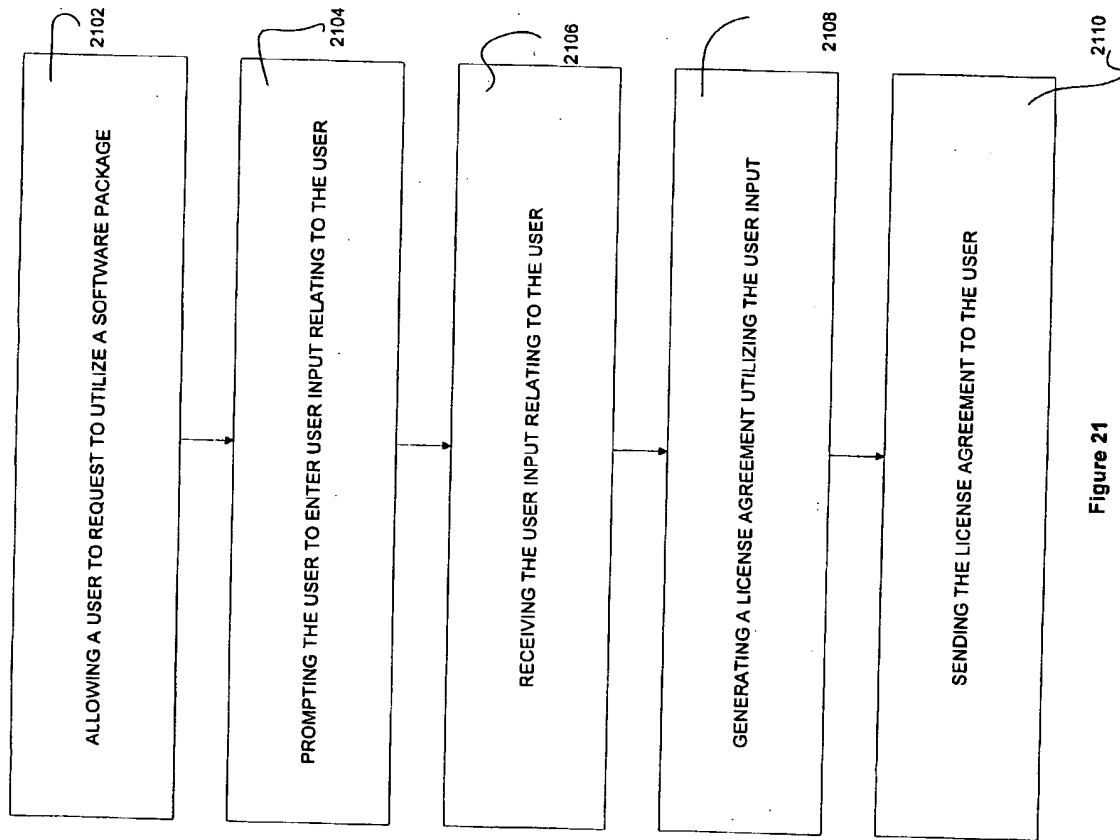 2102
ALLOWING A USER TO REQUEST TO UTILIZE A SOFTWARE PACKAGE
2104
PROMPTING THE USER TO ENTER USER INPUT RELATING TO THE USER
2106
RECEIVING THE USER INPUT RELATING TO THE USER
2108
GENERATING A LICENSE AGREEMENT UTILIZING THE USER INPUT
2110
SENDING THE LICENSE AGREEMENT TO THE USER
Figure 21